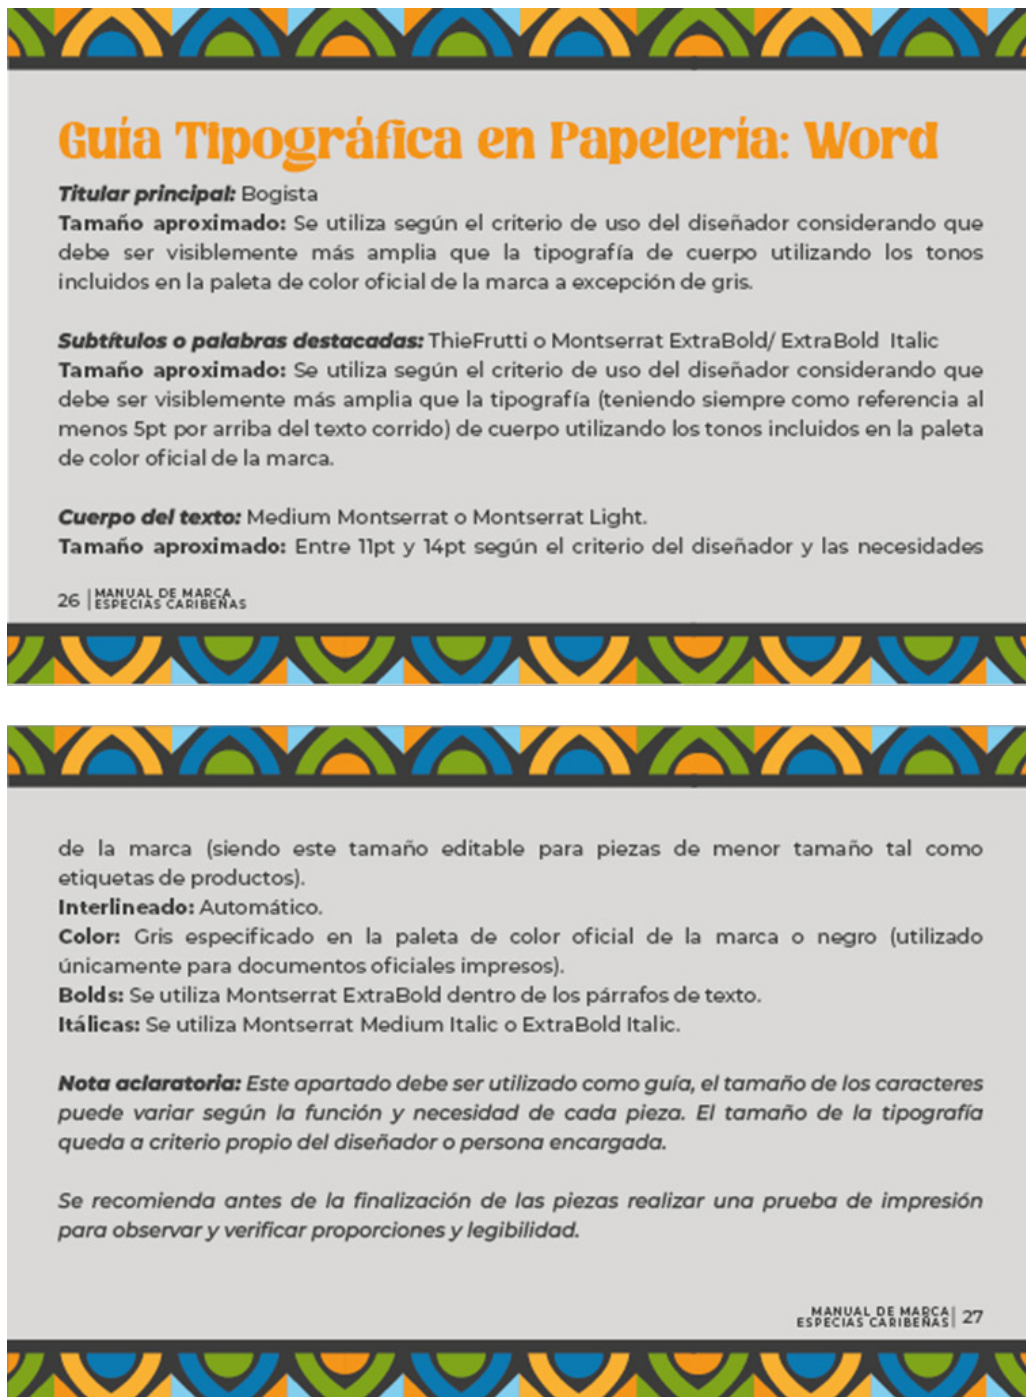 Guía Tipográfica en Papelería: Word
Titular principal: Bogista
Tamaño aproximado: Se utiliza según el criterio de uso del diseñador considerando que
debe ser visiblemente más amplia que la tipografía de cuerpo utilizando los tonos
incluidos en la paleta de color oficial de la marca a excepción de gris.
Subtítulos o palabras destacadas: ThieFrutti o Montserrat ExtraBold/ ExtraBold Italic
Tamaño aproximado: Se utiliza según el criterio de uso del diseñador considerando que
debe ser visiblemente más amplia que la tipografía (teniendo siempre como referencia al
menos 5pt por arriba del texto corrido) de cuerpo utilizando los tonos incluidos en la paleta
de color oficial de la marca.
Cuerpo del texto: Medium Montserrat o Montserrat Light.
Tamaño aproximado: Entre 11pt y 14pt según el criterio del diseñador y las necesidades
26 | MANUAL DE MARCA
ESPECIAS CARIBEÑAS
de la marca (siendo este tamaño editable para piezas de menor tamaño tal como
etiquetas de productos).
Interlineado: Automático.
Color: Gris especificado en la paleta de color oficial de la marca o negro (utilizado
únicamente para documentos oficiales impresos).
Bolds: Se utiliza Montserrat ExtraBold dentro de los párrafos de texto.
Itálicas: Se utiliza Montserrat Medium Italic o ExtraBold Italic.
Nota aclaratoria: Este apartado debe ser utilizado como guía, el tamaño de los caracteres
puede variar según la función y necesidad de cada pieza. El tamaño de la tipografía
queda a criterio propio del diseñador o persona encargada.
Se recomienda antes de la finalización de las piezas realizar una prueba de impresión
para observar y verificar proporciones y legibilidad.
MANUAL DE MARCA
ESPECIAS CARIBEÑAS | 27